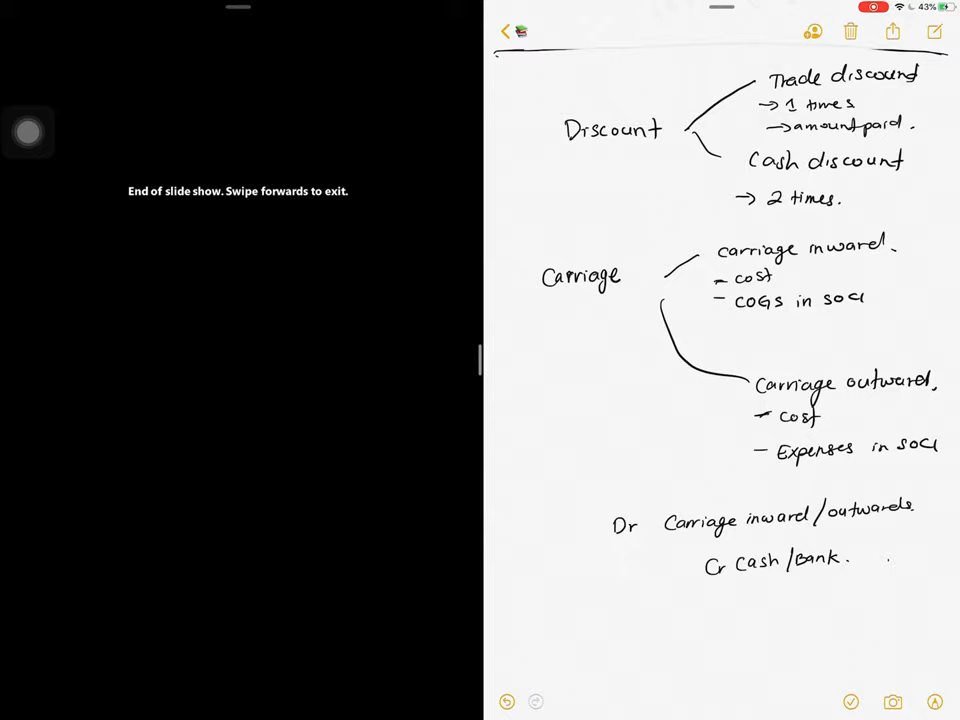 43%
End of slide show. Swipe forwards to exit.
Discount
Trade discount
→ 1 times
→ amount paid.
Cash discount
→ 2 times.
Carriage
Carriage inward.
- cost
- COGS in SOCI
Carriage outward.
- cost
- Expenses in SOCI
Dr Carriage inward/outwards.
Cr Cash/Bank.